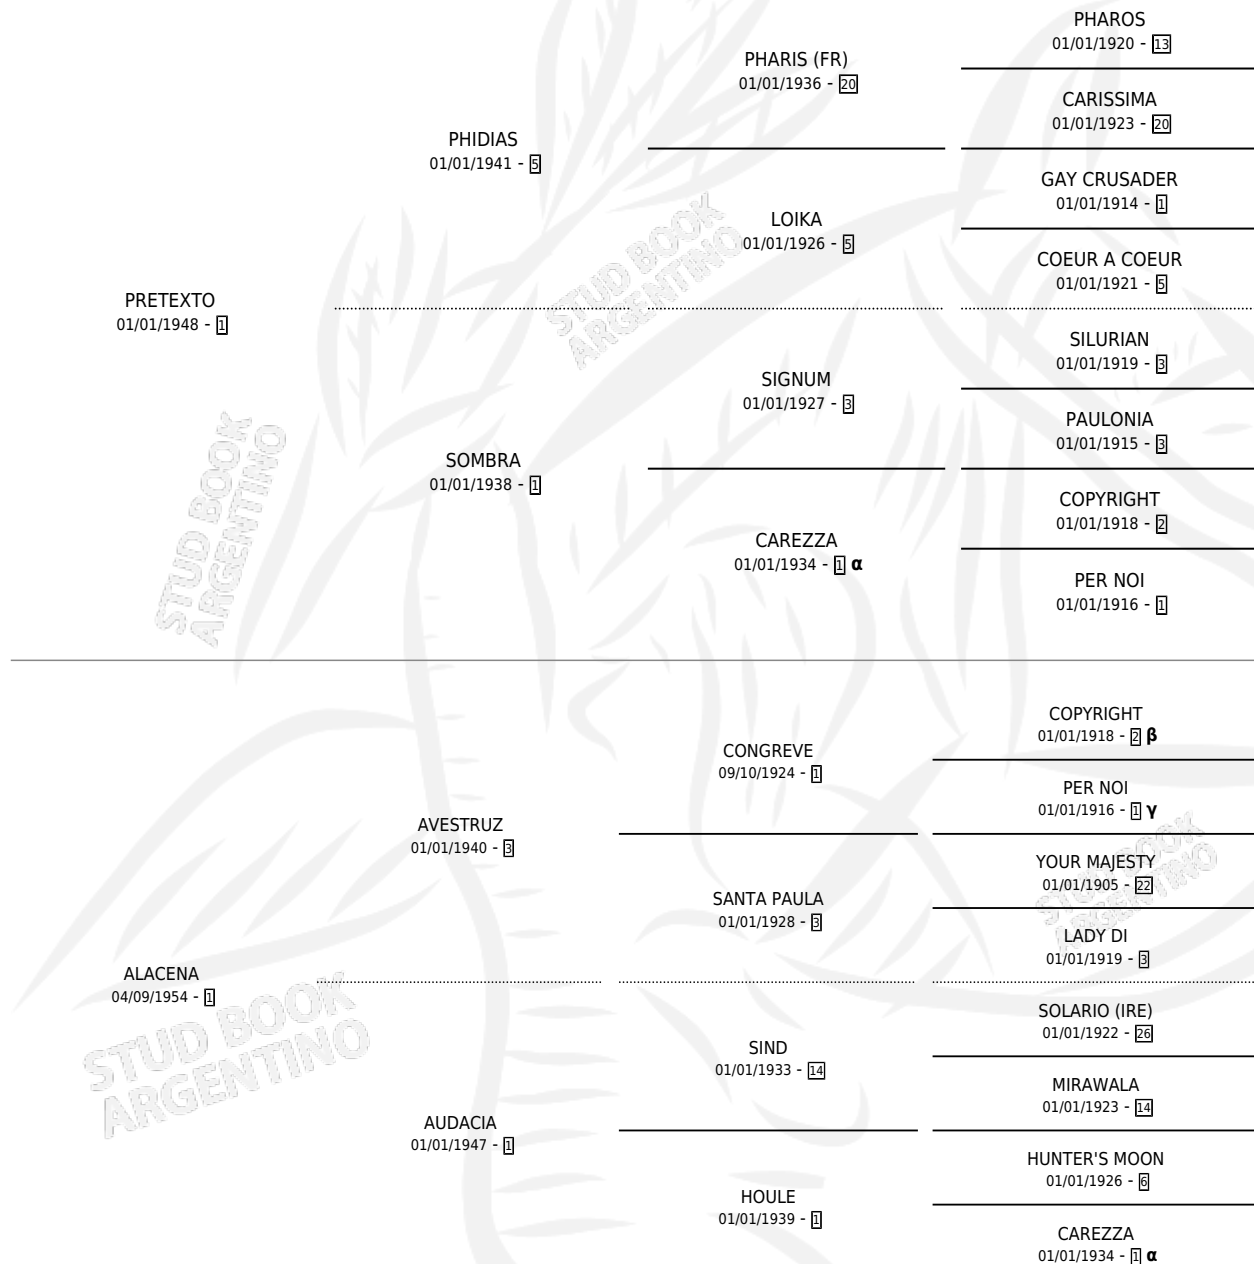 PHAROS
01/01/1920 - 13
PHARIS (FR)
01/01/1936 - 20
CARISSIMA
01/01/1923 - 20
PHIDIAS
01/01/1941 - 5
GAY CRUSADER
01/01/1914 - 1
LOIKA
01/01/1926 - 5
COEUR A COEUR
01/01/1921 - 5
STUD BOOK
ARGENTINO
PRETEXTO
01/01/1948 - 1
SILURIAN
01/01/1919 - 3
SIGNUM
01/01/1927 - 3
PAULONIA
01/01/1915 - 3
SOMBRA
01/01/1938 - 1
COPYRIGHT
01/01/1918 - 2
CAREZZA
01/01/1934 - 1 α
PER NOI
01/01/1916 - 1
STUD BOOK
ARGENTINO
COPYRIGHT
01/01/1918 - 2 β
CONGREVE
09/10/1924 - 1
PER NOI
01/01/1916 - 1 γ
AVESTRUZ
01/01/1940 - 3
YOUR MAJESTY
01/01/1905 - 22
SANTA PAULA
01/01/1928 - 3
LADY DI
01/01/1919 - 3
STUD BOOK
ARGENTINO
ALACENA
04/09/1954 - 1
SOLARIO (IRE)
01/01/1922 - 26
SIND
01/01/1933 - 14
MIRAWALA
01/01/1923 - 14
AUDACIA
01/01/1947 - 1
HUNTER'S MOON
01/01/1926 - 6
HOULE
01/01/1939 - 1
CAREZZA
01/01/1934 - 1 α
STUD BOOK
ARGENTINO